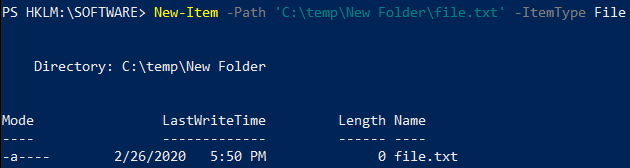 PS HKLM:\SOFTWARE> New-Item -Path 'C:\temp\New Folder\file.txt' -ItemType File
Directory: C:\temp\New Folder
Mode LastWriteTime Length Name
---- ------------- ------ ----
-a---- 2/26/2020 5:50 PM 0 file.txt